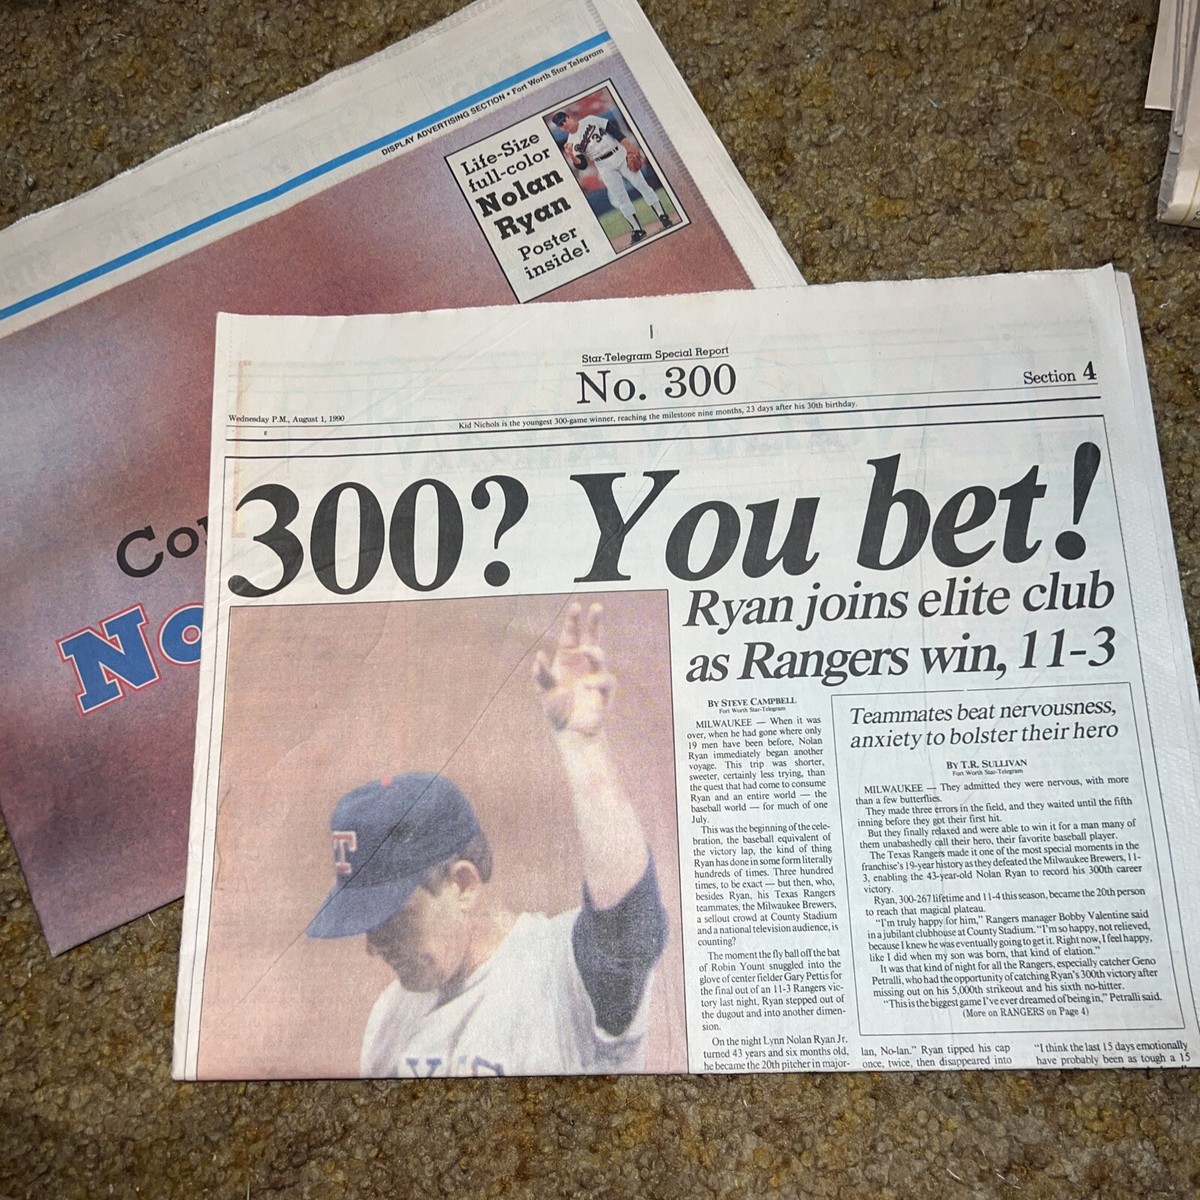 DISPLAY ADVERTISING SECTION • Fort Worth Star Telegram
Life-Size
full-color
Nolan
Ryan
Poster
inside!
Rangers
34
Star-Telegram Special Report
No. 300
Section 4
Wednesday P.M., August 1, 1990
Kid Nichols is the youngest 300-game winner, reaching the milestone nine months, 23 days after his 30th birthday.
Co
No
300? You bet!
Ryan joins elite club
as Rangers win, 11-3
T
BY STEVE CAMPBELL
Fort Worth Star-Telegram
MILWAUKEE — When it was
over, when he had gone where only
19 men have been before, Nolan
Ryan immediately began another
voyage. This trip was shorter,
sweeter, certainly less trying, than
the quest that had come to consume
Ryan and an entire world — the
baseball world — for much of one
July.
This was the beginning of the cele-
bration, the baseball equivalent of
the victory lap, the kind of thing
Ryan has done in some form literally
hundreds of times. Three hundred
times, to be exact — but then, who,
besides Ryan, his Texas Rangers
teammates, the Milwaukee Brewers,
a sellout crowd at County Stadium
and a national television audience, is
counting?
The moment the fly ball off the bat
of Robin Yount snuggled into the
glove of center fielder Gary Pettis for
the final out of an 11-3 Rangers vic-
tory last night, Ryan stepped out of
the dugout and into another dimen-
sion.
On the night Lynn Nolan Ryan Jr.
turned 43 years and six months old,
he became the 20th pitcher in major-
Teammates beat nervousness,
anxiety to bolster their hero
BY T.R. SULLIVAN
Fort Worth Star-Telegram
MILWAUKEE — They admitted they were nervous, with more
than a few butterflies.
They made three errors in the field, and they waited until the fifth
inning before they got their first hit.
But they finally relaxed and were able to win it for a man many of
them unabashedly call their hero, their favorite baseball player.
The Texas Rangers made it one of the most special moments in the
franchise's 19-year history as they defeated the Milwaukee Brewers, 11-
3, enabling the 43-year-old Nolan Ryan to record his 300th career
victory.
Ryan, 300-267 lifetime and 11-4 this season, became the 20th person
to reach that magical plateau.
"I'm truly happy for him," Rangers manager Bobby Valentine said
in a jubilant clubhouse at County Stadium. "I'm so happy, not relieved,
because I knew he was eventually going to get it. Right now, I feel happy,
like I did when my son was born, that kind of elation."
It was that kind of night for all the Rangers, especially catcher Geno
Petralli, who had the opportunity of catching Ryan's 300th victory after
missing out on his 5,000th strikeout and his sixth no-hitter.
"This is the biggest game I've ever dreamed of being in," Petralli said.
(More on RANGERS on Page 4)
lan, No-lan." Ryan tipped his cap
once, twice, then disappeared into
"I think the last 15 days emotionally
have probably been as tough a 15